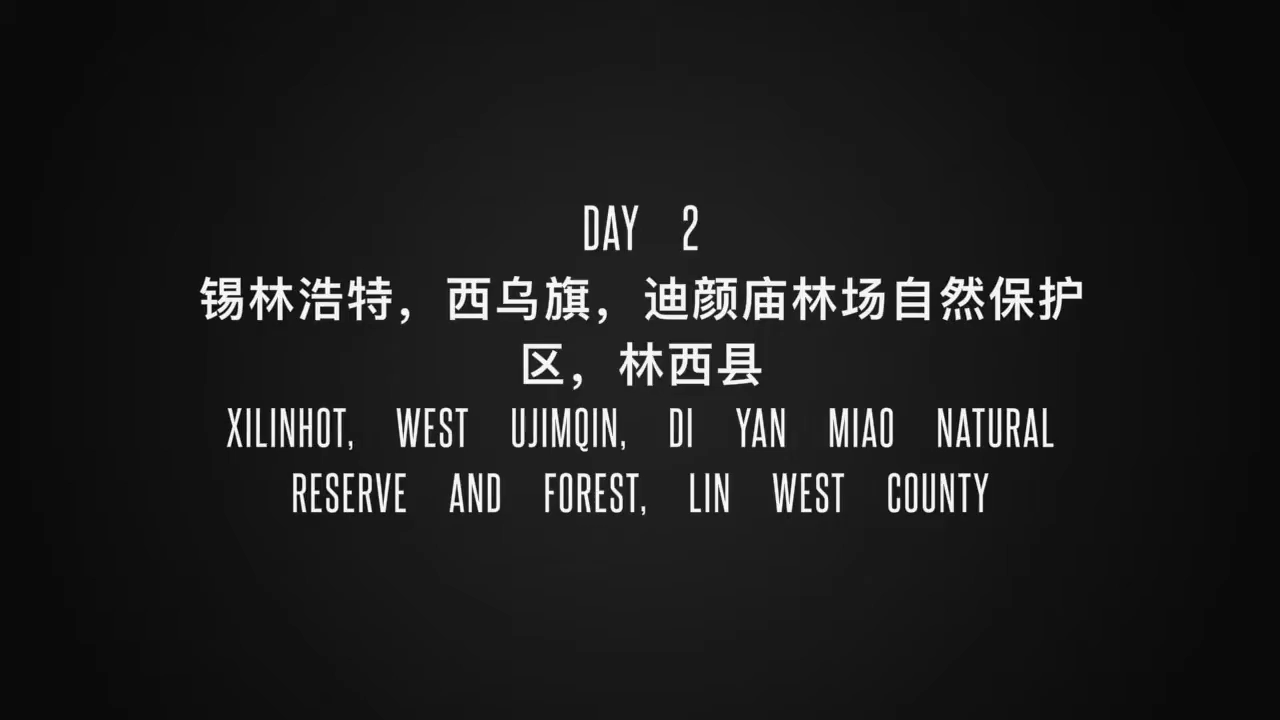 DAY 2
锡林浩特，西乌旗，迪颜庙林场自然保护
区，林西县
XILINHOT, WEST UJIMQIN, DI YAN MIAO NATURAL
RESERVE AND FOREST, LIN WEST COUNTY